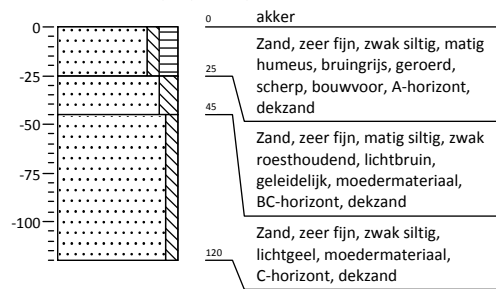 0
-25
-50
-75
-100
0 akker
Zand, zeer fijn, zwak siltig, matig
25 humeus, bruingrijs, geroerd,
scherp, bouwvoor, A-horizont,
dekzand
45
Zand, zeer fijn, matig siltig, zwak
roesthoudend, lichtbruin,
geleidelijk, moedermateriaal,
BC-horizont, dekzand
Zand, zeer fijn, zwak siltig,
lichtgeel, moedermateriaal,
120 C-horizont, dekzand